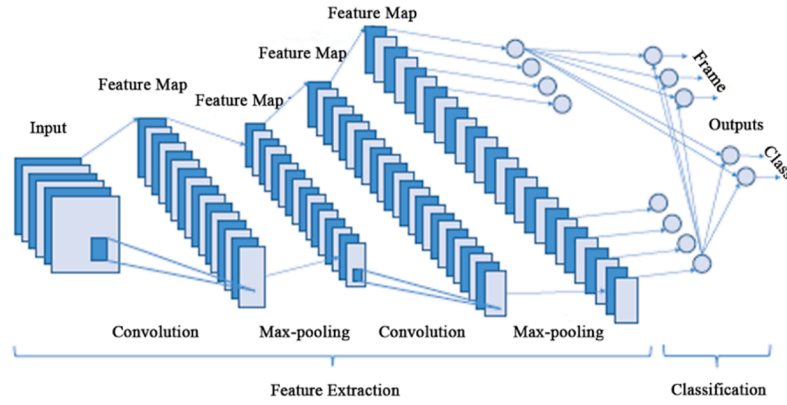 Feature Map
Feature Map
Feature Map
Feature Map
Input
Frame
Outputs
Class
Convolution
Max-pooling
Convolution
Max-pooling
Feature Extraction
Classification